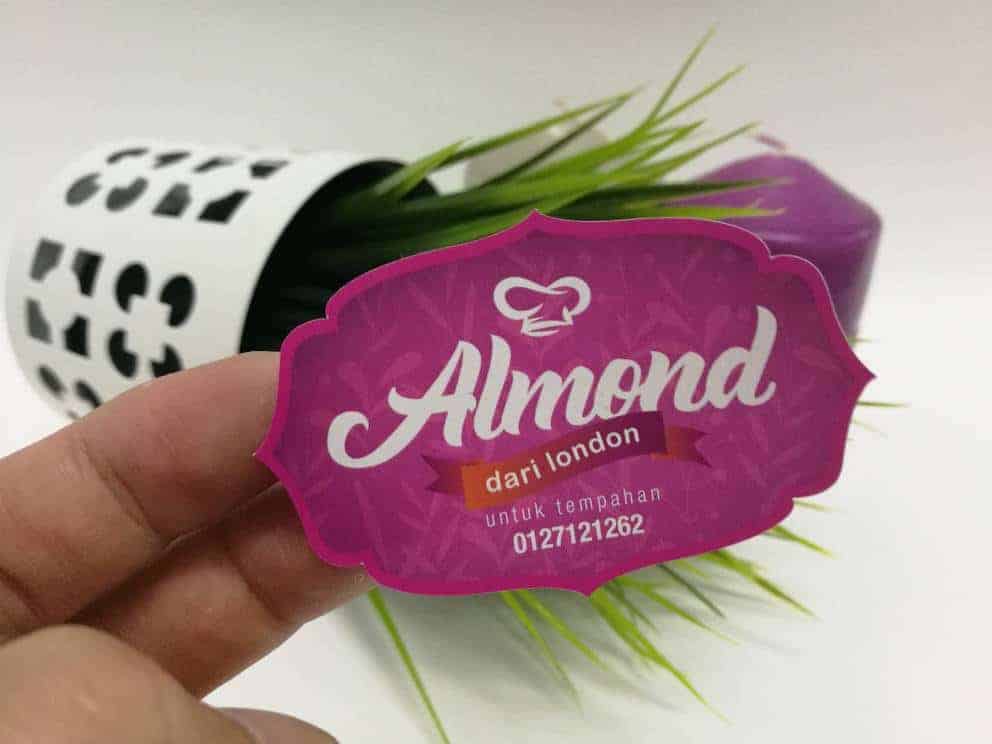 Almond
dari london
untuk tempahan
0127121262